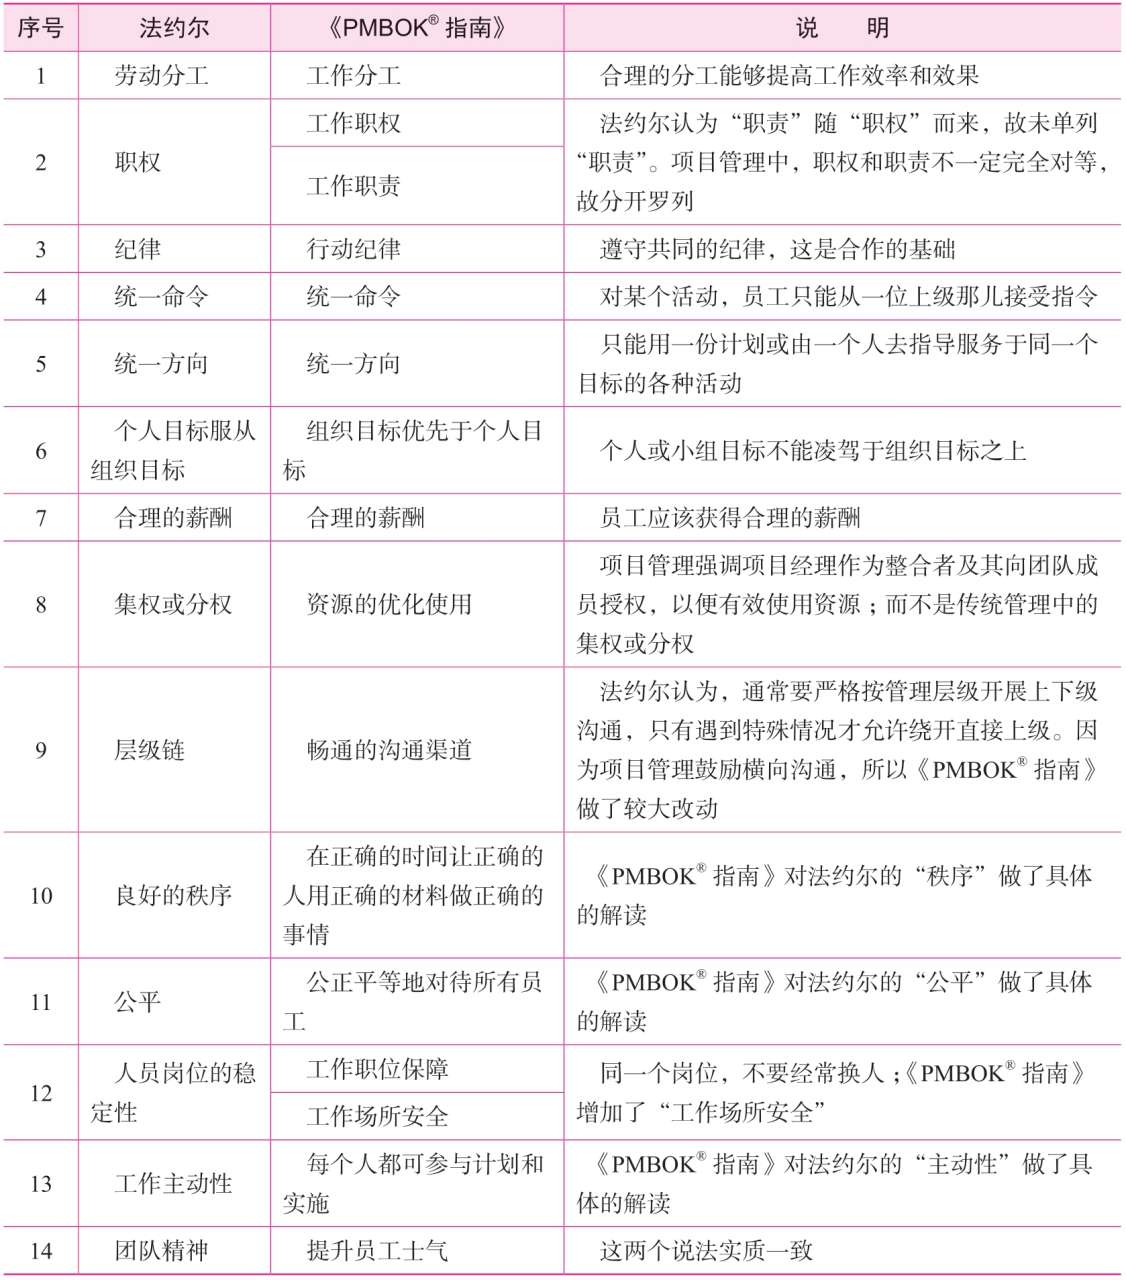 序号 法约尔 《PMBOK® 指南》 说 明
1 劳动分工 工作分工 合理的分工能够提高工作效率和效果
2 职权
工作职权
工作职责
法约尔认为“职责”随“职权”而来，故未单列
“职责”。项目管理中，职权和职责不一定完全对等，
故分开罗列
3 纪律 行动纪律 遵守共同的纪律，这是合作的基础
4 统一命令 统一命令 对某个活动，员工只能从一位上级那儿接受指令
5 统一方向 统一方向
只能用一份计划或由一个人去指导服务于同一个
目标的各种活动
6
个人目标服从
组织目标
组织目标优先于个人目
标
个人或小组目标不能凌驾于组织目标之上
7 合理的薪酬 合理的薪酬 员工应该获得合理的薪酬
8 集权或分权 资源的优化使用
项目管理强调项目经理作为整合者及其向团队成
员授权，以便有效使用资源；而不是传统管理中的
集权或分权
9 层级链 畅通的沟通渠道
法约尔认为，通常要严格按管理层级开展上下级
沟通，只有遇到特殊情况才允许绕开直接上级。因
为项目管理鼓励横向沟通，所以《PMBOK® 指南》
做了较大改动
10 良好的秩序
在正确的时间让正确的
人用正确的材料做正确的
事情
《PMBOK® 指南》对法约尔的“秩序”做了具体
的解读
11 公平
公正平等地对待所有员
工
《PMBOK® 指南》对法约尔的“公平”做了具体
的解读
12
人员岗位的稳
定性
工作职位保障
工作场所安全
同一个岗位，不要经常换人；《PMBOK® 指南》
增加了“工作场所安全”
13 工作主动性
每个人都可参与计划和
实施
《PMBOK® 指南》对法约尔的“主动性”做了具
体的解读
14 团队精神 提升员工士气 这两个说法实质一致